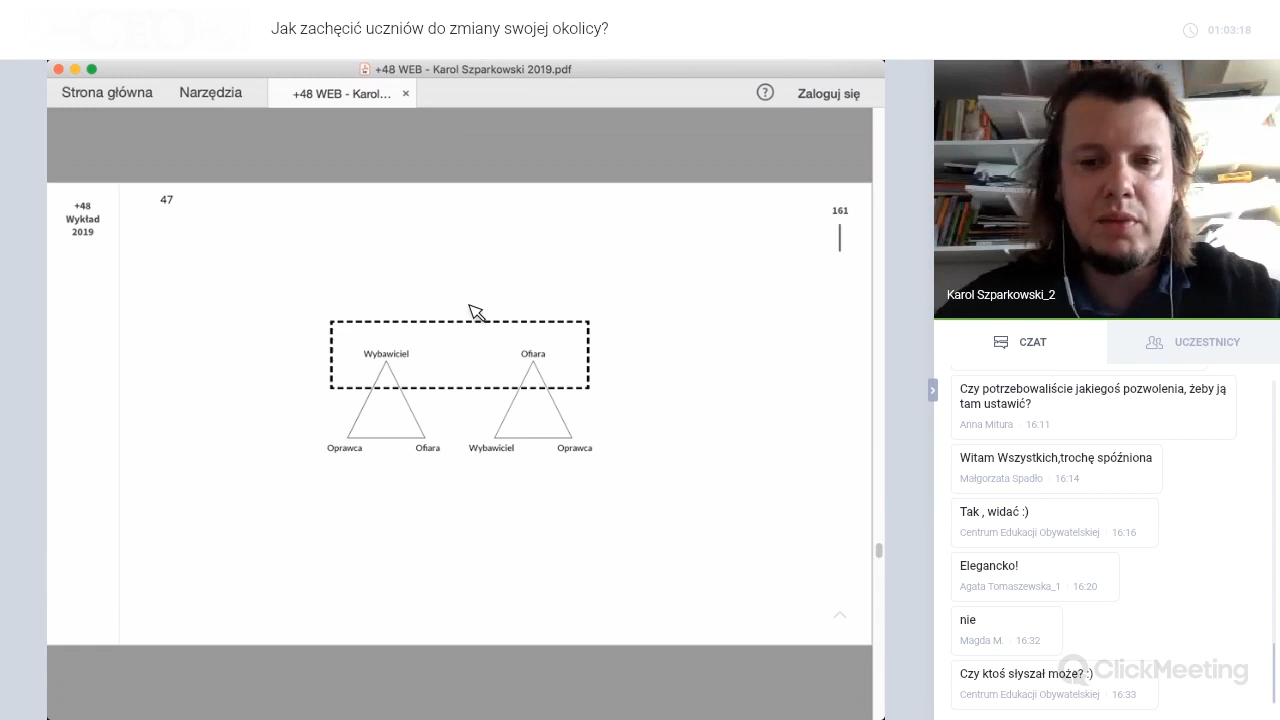 Jak zachęcić uczniów do zmiany swojej okolicy?
01:03:18
+48 WEB - Karol Szparkowski 2019.pdf
Strona główna Narzędzia +48 WEB - Karol... × ? Zaloguj się
+48
Wykład
2019
47
161
Wybawiciel Ofiara
Oprawca Ofiara Wybawiciel Oprawca
Karol Szparkowski_2
CZAT UCZESTNICY
Czy potrzebowaliście jakiegoś pozwolenia, żeby ją
tam ustawić?
Anna Mitura 16:11
Witam Wszystkich,trochę spóźniona
Małgorzata Spadło 16:14
Tak , widać :)
Centrum Edukacji Obywatelskiej 16:16
Elegancko!
Agata Tomaszewska_1 16:20
nie
Magda M. 16:32
Czy ktoś słyszał może? :)
Centrum Edukacji Obywatelskiej 16:33
ClickMeeting